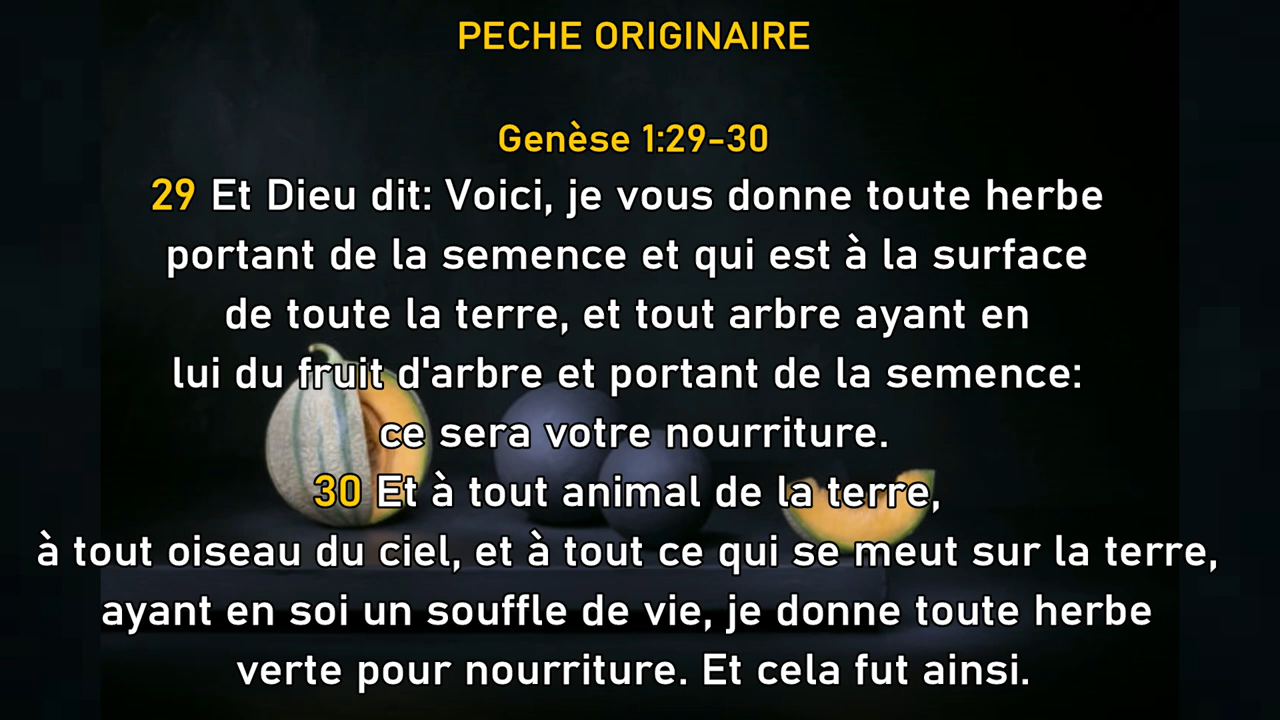 PECHE ORIGINAIRE
Genèse 1:29-30
29 Et Dieu dit: Voici, je vous donne toute herbe
portant de la semence et qui est à la surface
de toute la terre, et tout arbre ayant en
lui du fruit d'arbre et portant de la semence:
ce sera votre nourriture.
30 Et à tout animal de la terre,
à tout oiseau du ciel, et à tout ce qui se meut sur la terre,
ayant en soi un souffle de vie, je donne toute herbe
verte pour nourriture. Et cela fut ainsi.